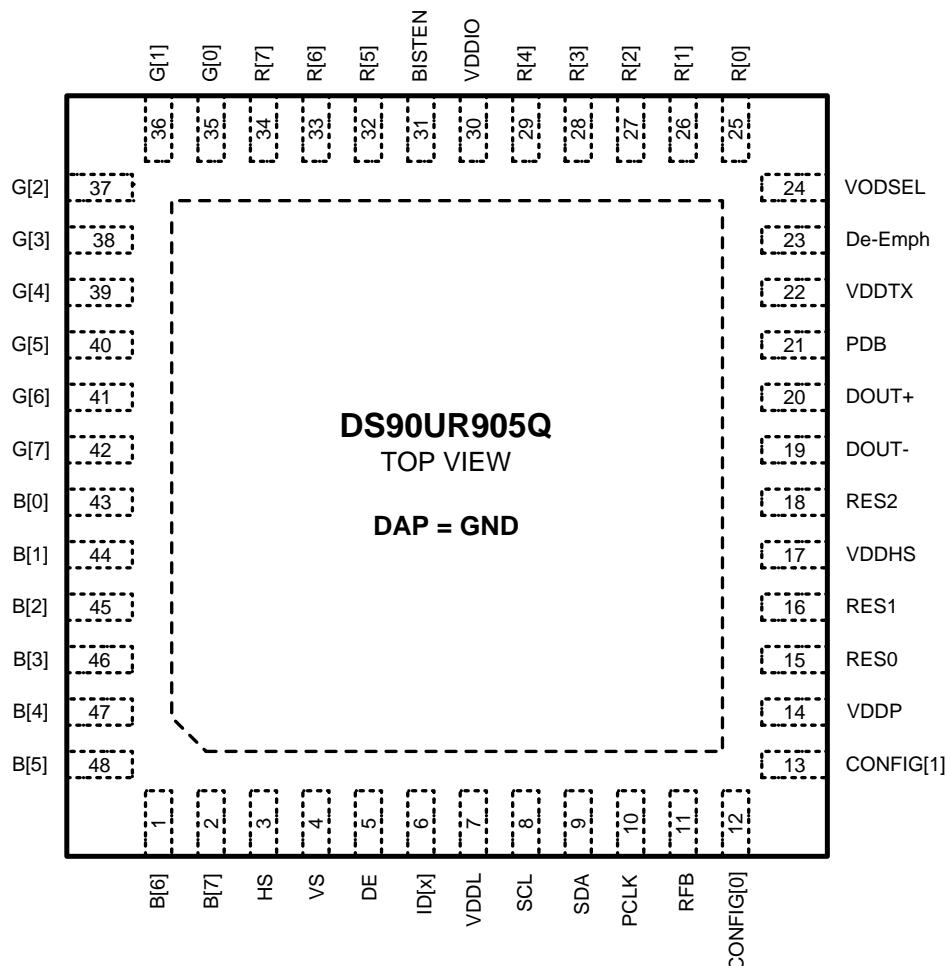 G[1] G[0] R[7] R[6] R[5] BISTEN VDDIO R[4] R[3] R[2] R[1] R[0]
36 35 34 33 32 31 30 29 28 27 26 25
G[2] 37 24 VODSEL
G[3] 38 23 De-Emph
G[4] 39 22 VDDTX
G[5] 40 21 PDB
G[6] 41 20 DOUT+
DS90UR905Q
TOP VIEW
G[7] 42 19 DOUT-
B[0] 43 18 RES2
DAP = GND
B[1] 44 17 VDDHS
B[2] 45 16 RES1
B[3] 46 15 RES0
B[4] 47 14 VDDP
B[5] 48 13 CONFIG[1]
1 2 3 4 5 6 7 8 9 10 11 12
B[6] B[7] HS VS DE ID[x] VDDL SCL SDA PCLK RFB CONFIG[0]